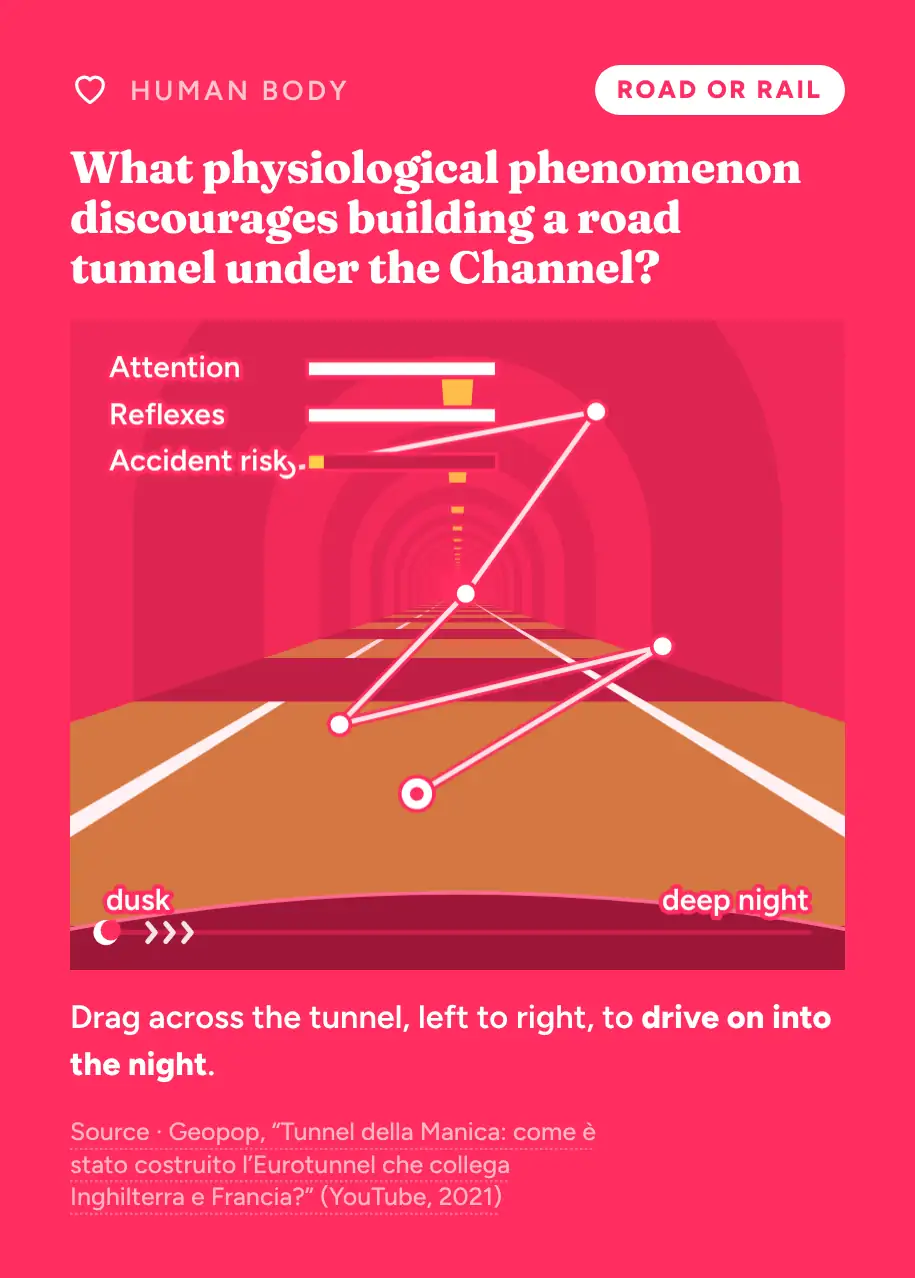 HUMAN BODY
ROAD OR RAIL
What physiological phenomenon
discourages building a road
tunnel under the Channel?
Attention
Reflexes
Accident risk
dusk
deep night
Drag across the tunnel, left to right, to drive on into
the night.
Source · Geopop, “Tunnel della Manica: come è
stato costruito l’Eurotunnel che collega
Inghilterra e Francia?” (YouTube, 2021)